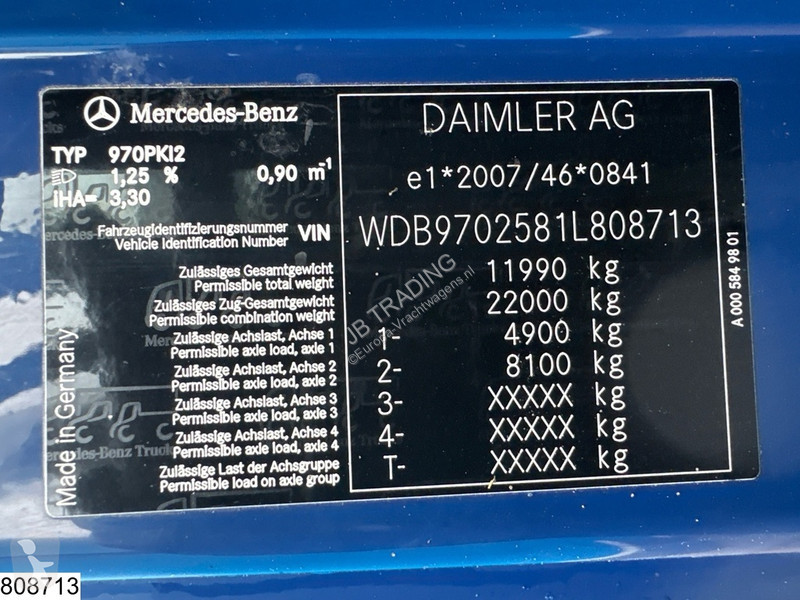 Mercedes-Benz
TYP 970PK12
1,25 % 0,90 m⁻¹
IHA= 3,30
Fahrzeugidentifizierungsnummer
Vehicle Identification Number VIN
Zulässiges Gesamtgewicht
Permissible total weight
Zulässiges Zug-Gesamtgewicht
Permissible combination weight
Zulässige Achslast, Achse 1
Permissible axle load, axle 1
Zulässige Achslast, Achse 2
Permissible axle load, axle 2
Zulässige Achslast, Achse 3
Permissible axle load, axle 3
Zulässige Achslast, Achse 4
Permissible axle load, axle 4
Zulässige Last der Achsgruppe
Permissible load on axle group
DAIMLER AG
e1*2007/46*0841
WDB9702581L808713
11990 kg
22000 kg
1- 4900 kg
2- 8100 kg
3- XXXXX kg
4- XXXXX kg
T- XXXXX kg
Made in Germany
A 000 584 98 01
JB TRADING
©Europa-Vrachtwagens.nl
808713